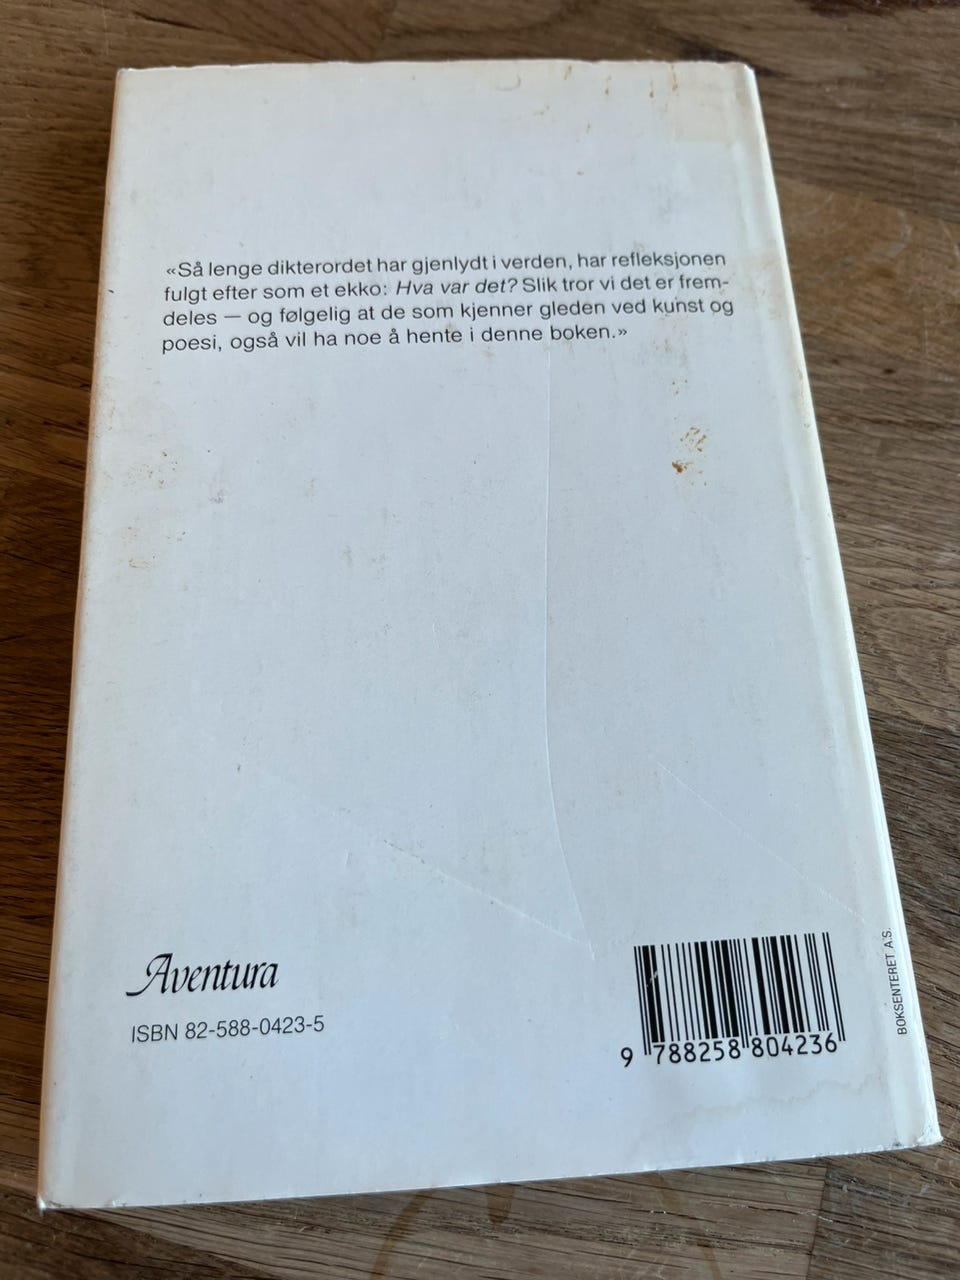 «Så lenge dikterordet har gjenlydt i verden, har refleksjonen
fulgt efter som et ekko: Hva var det? Slik tror vi det er frem-
deles — og følgelig at de som kjenner gleden ved kunst og
poesi, også vil ha noe å hente i denne boken.»
Aventura
ISBN 82-588-0423-5
9 788258 804236
BOKSENTERET A.S.